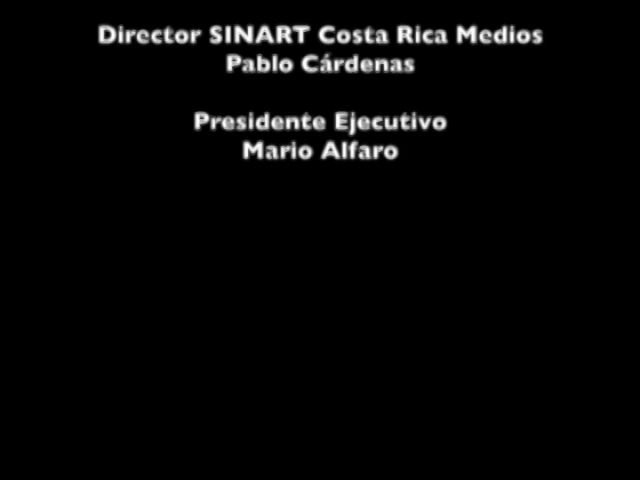 Director SINART Costa Rica Medios
Pablo Cárdenas
Presidente Ejecutivo
Mario Alfaro